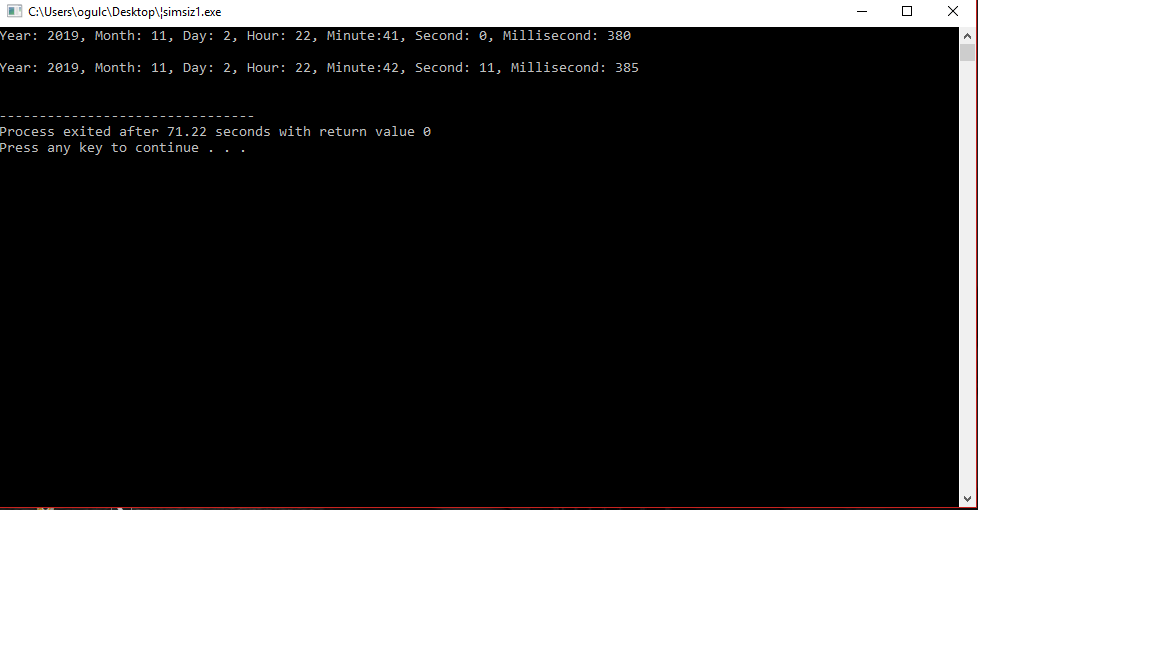 C:\Users\ogulc\Desktop\¦simsiz1.exe
Year: 2019, Month: 11, Day: 2, Hour: 22, Minute:41, Second: 0, Millisecond: 380
Year: 2019, Month: 11, Day: 2, Hour: 22, Minute:42, Second: 11, Millisecond: 385
--------------------------------
Process exited after 71.22 seconds with return value 0
Press any key to continue . . .